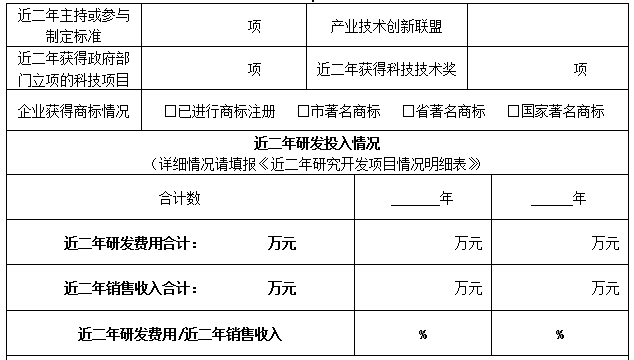 近二年主持或参与
制定标准
项
产业技术创新联盟
近二年获得政府部
门立项的科技项目
项
近二年获得科技技术奖
项
企业获得商标情况
□已进行商标注册 □市著名商标 □省著名商标 □国家著名商标
近二年研发投入情况
（详细情况请填报《近二年研究开发项目情况明细表》）
合计数
______年
_____年
近二年研发费用合计： 万元
万元
万元
近二年销售收入合计： 万元
万元
万元
近二年研发费用/近二年销售收入
%
%